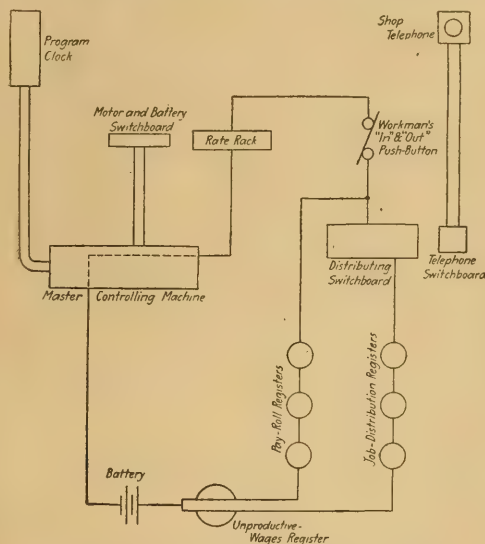 Program
Clock
Motor and Battery
Switchboard
Rate Rack
Shop
Telephone
Workman's
"In" & "Out"
Push-Button
Master Controlling Machine
Distributing
Switchboard
Telephone
Switchboard
Pay-Roll Registers
Job-Distribution Registers
Battery
Unproductive-
Wages Register